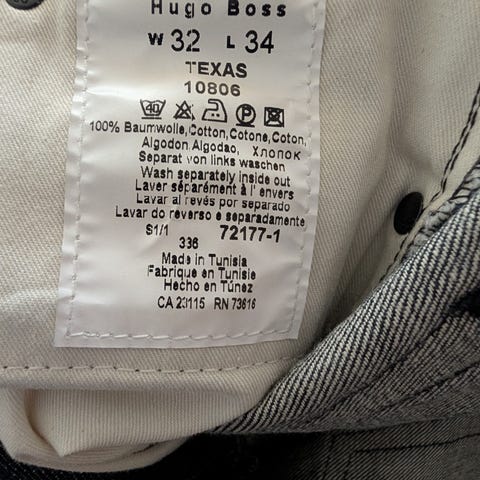 Hugo Boss
W 32 L 34
TEXAS
10806
40 P
100% Baumwolle,Cotton,Cotone,Coton,
Algodon,Algodao, хлопок
Separat von links waschen
Wash separately inside out
Laver séparément à l' envers
Lavar al revés por separado
Lavar do reverso e separadamente
S1/1 72177-1
336
Made in Tunisia
Fabrique en Tunisie
Hecho en Túnez
CA 23115 RN 73616